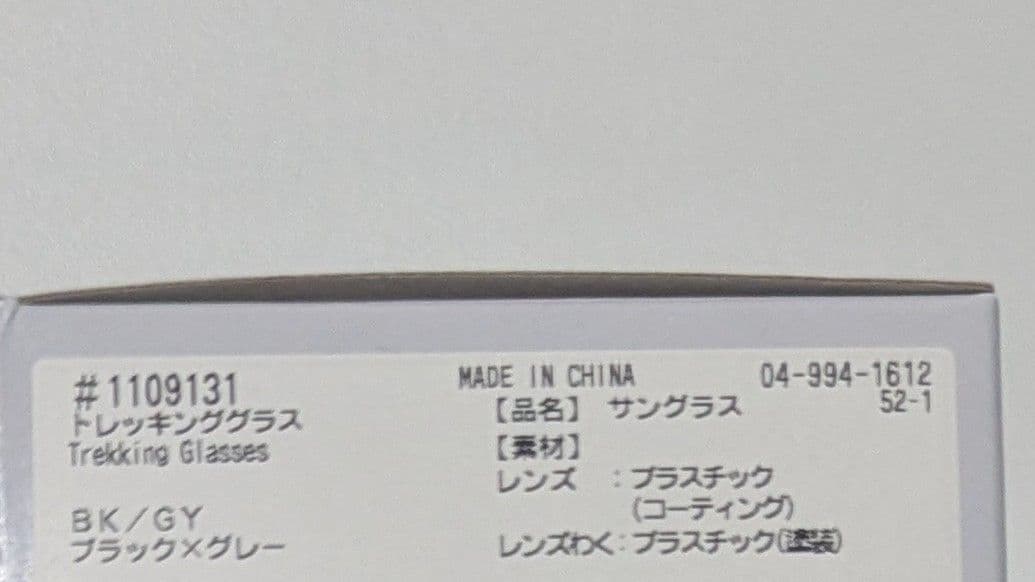 #1109131
トレッキンググラス
Trekking Glasses
BK/GY
ブラック×グレー
MADE IN CHINA
【品名】 サングラス
【素材】
レンズ :プラスチック
(コーティング)
レンズわく:プラスチック(塗装)
04-994-1612
52-1